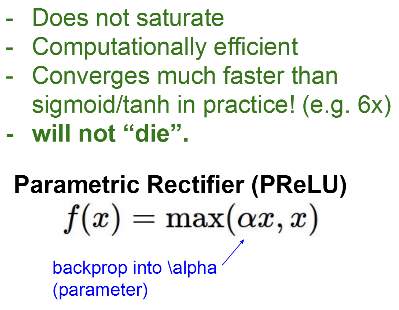 - Does not saturate
- Computationally efficient
- Converges much faster than
sigmoid/tanh in practice! (e.g. 6x)
- will not “die”.
Parametric Rectifier (PReLU)
f(x) = max(αx, x)
backprop into \alpha
(parameter)